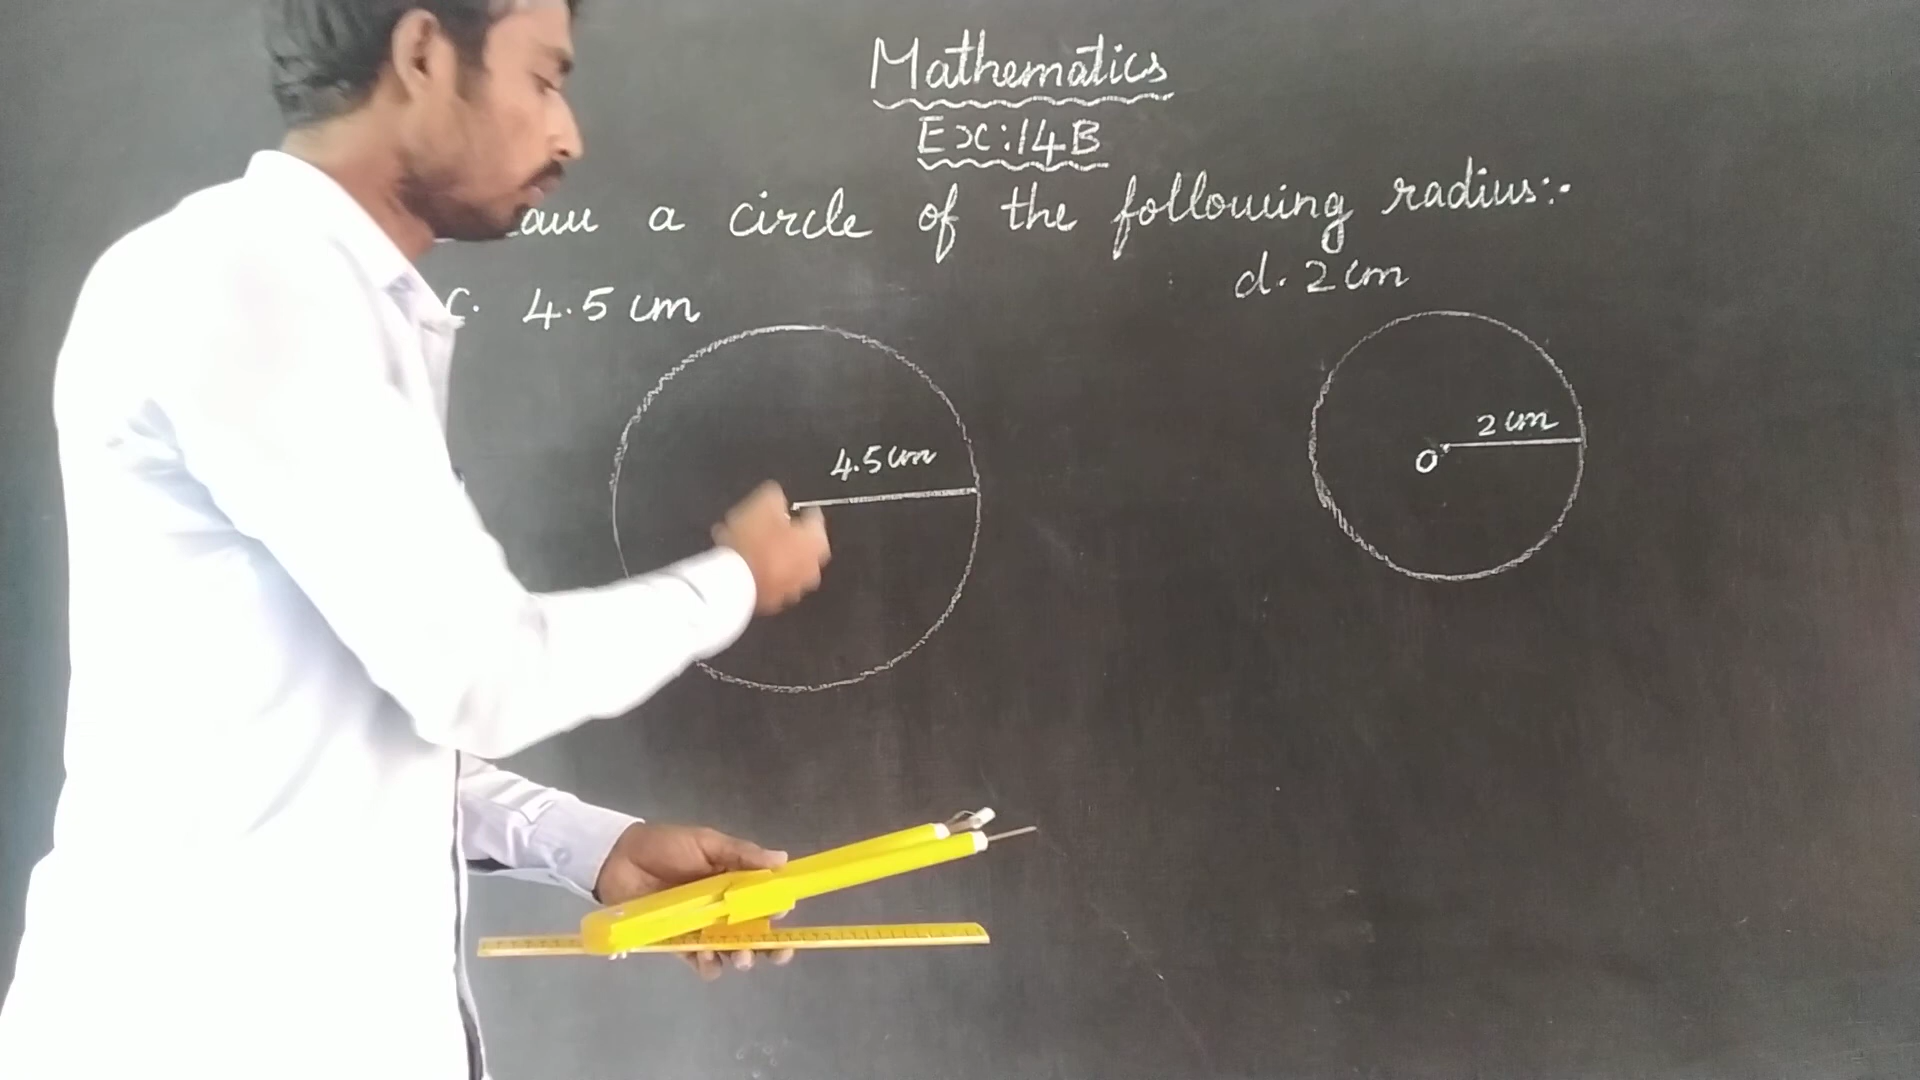 Mathematics
Ex:14B
a circle of the following radius:-
c. 4.5 cm
d. 2 cm
4.5 cm
2 cm
O